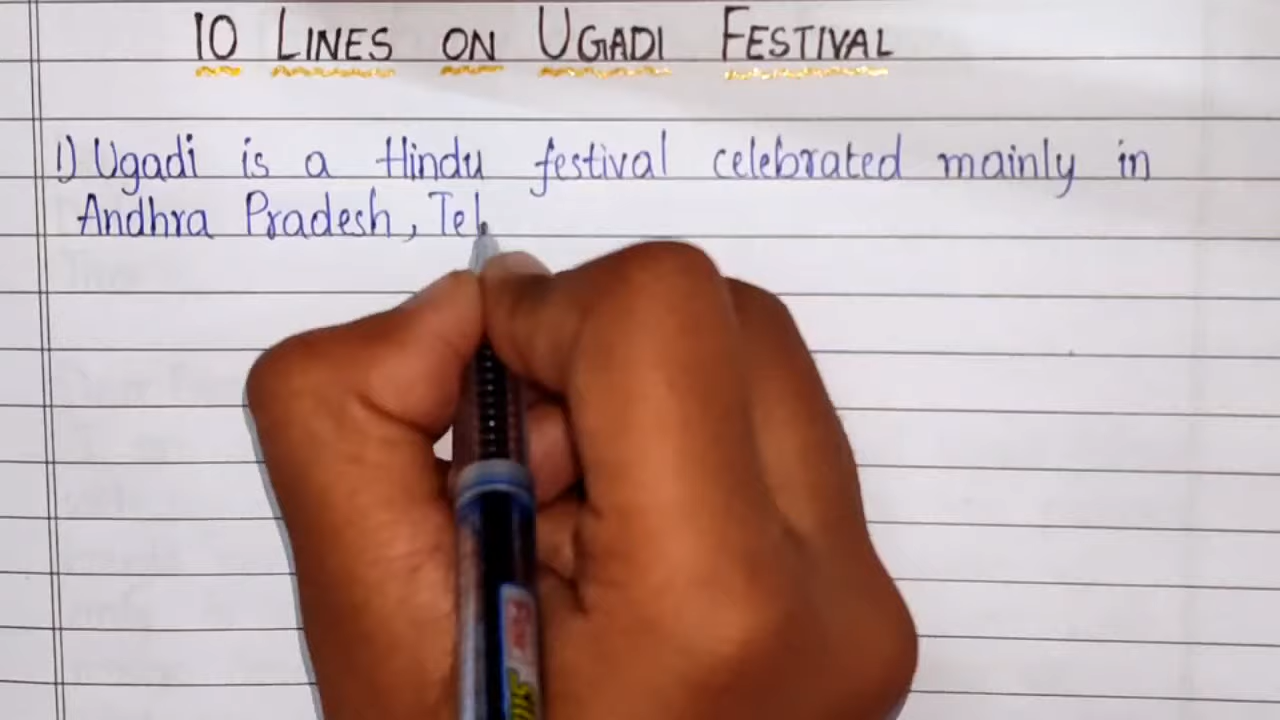 10 LINES ON UGADI FESTIVAL
1) Ugadi is a Hindu festival celebrated mainly in
Andhra Pradesh, Tel